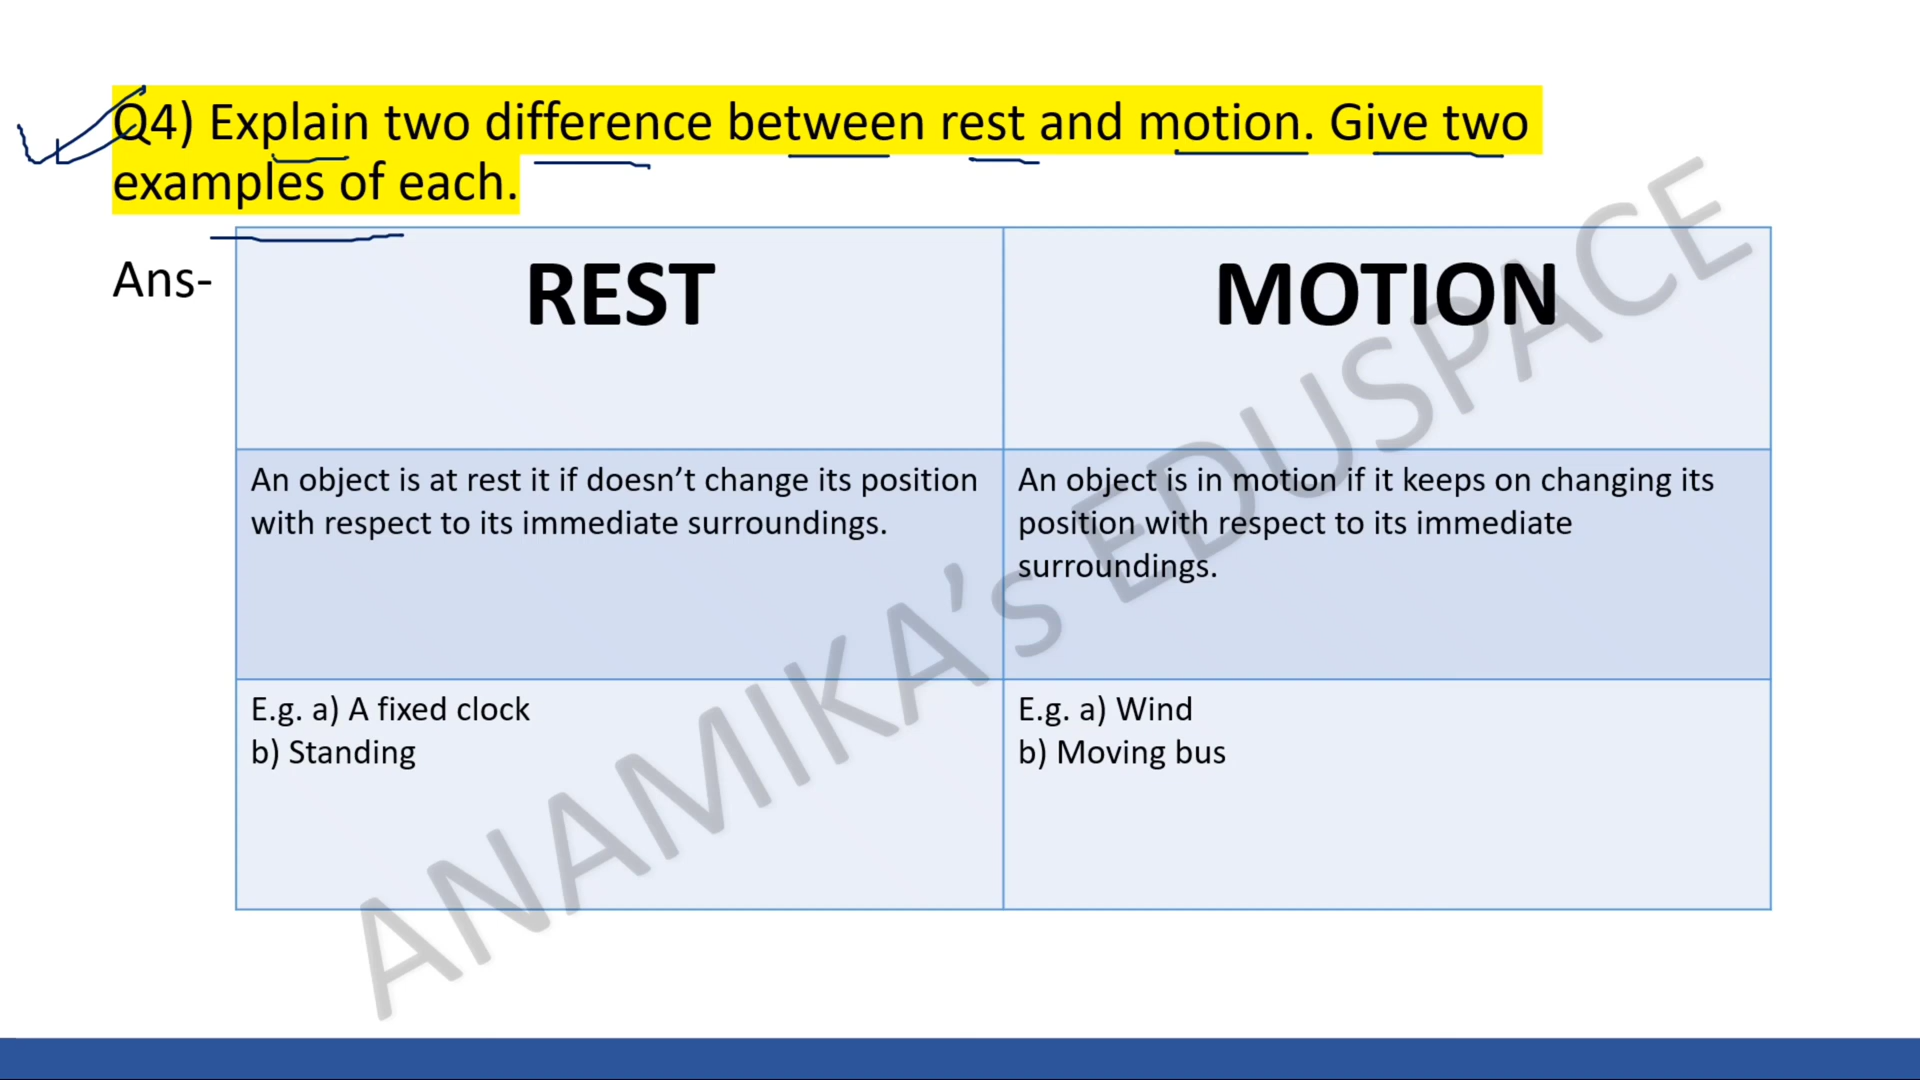 Q4) Explain two difference between rest and motion. Give two
examples of each.
Ans-
REST
MOTION
An object is at rest it if doesn’t change its position
with respect to its immediate surroundings.
An object is in motion if it keeps on changing its
position with respect to its immediate
surroundings.
E.g. a) A fixed clock
b) Standing
E.g. a) Wind
b) Moving bus
ANAMIKA’s EDUSPACE